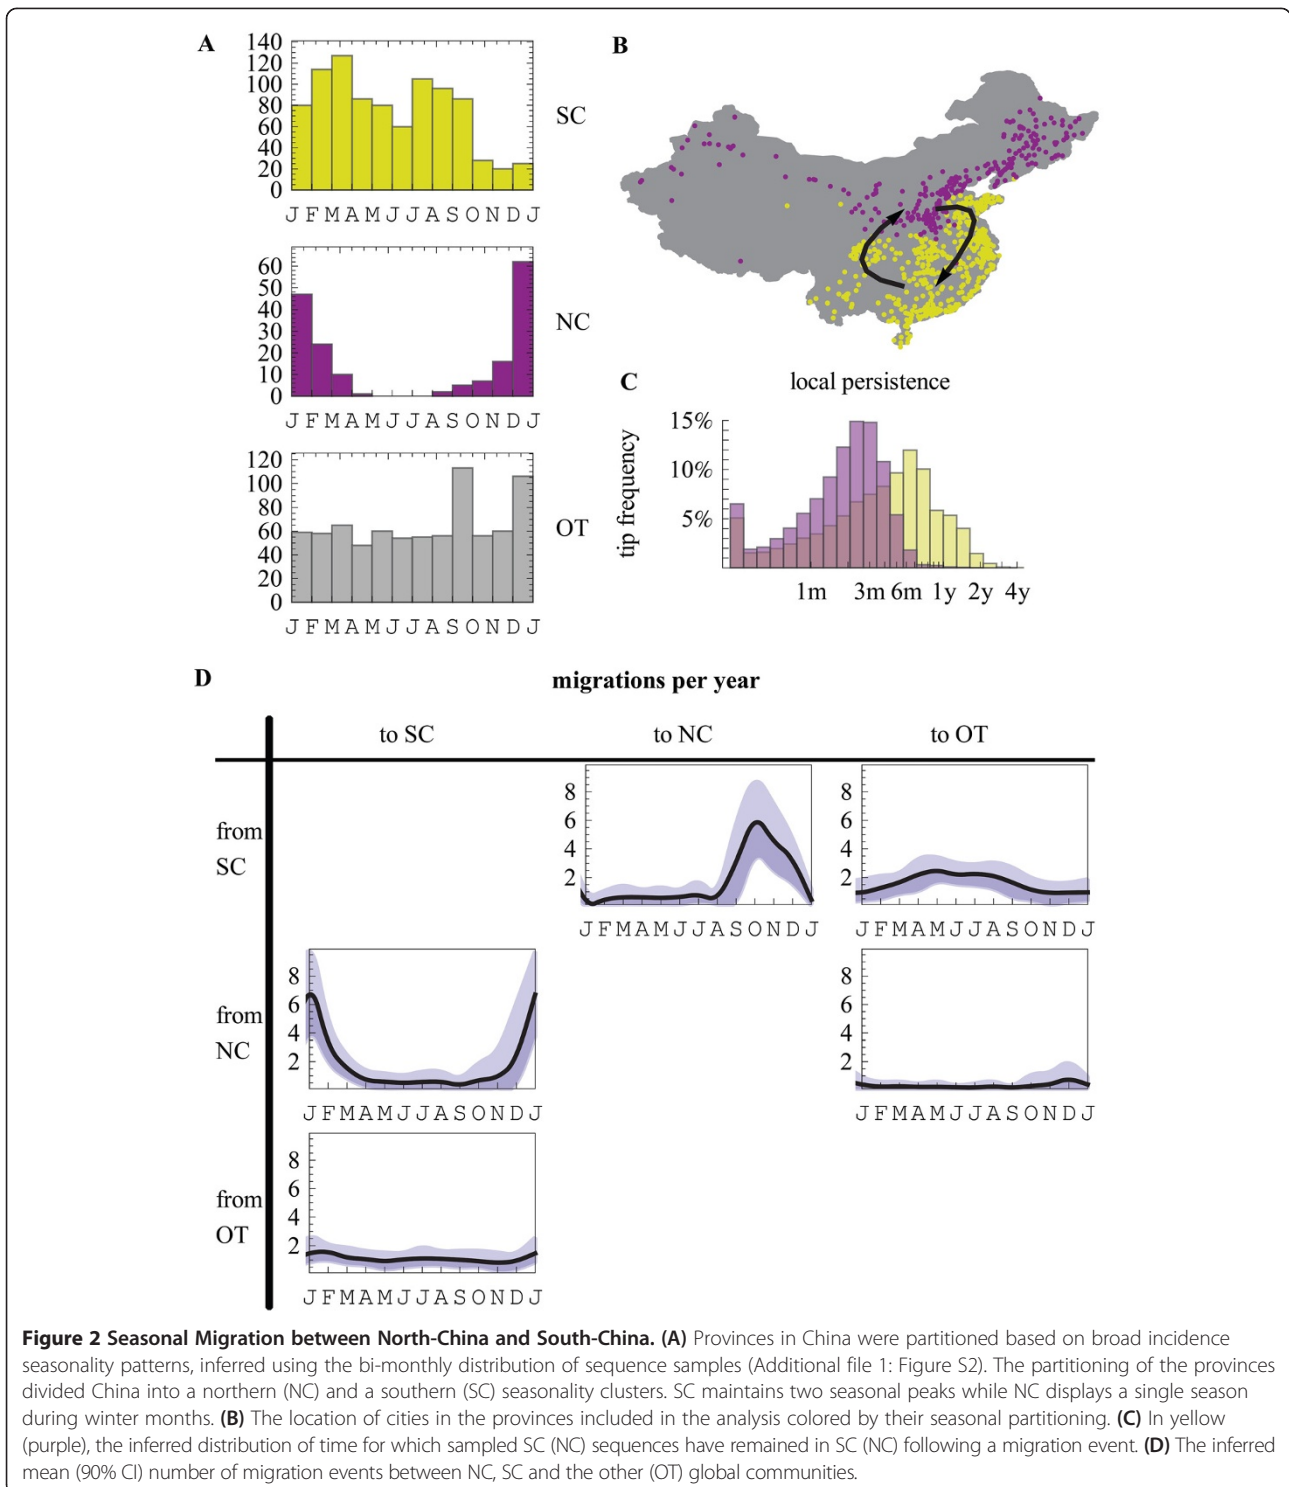 A
140
120
100
80
60
40
20
0
J F M A M J J A S O N D J
SC
60
50
40
30
20
10
0
J F M A M J J A S O N D J
NC
120
100
80
60
40
20
0
J F M A M J J A S O N D J
OT
B
C
local persistence
tip frequency
15%
10%
5%
1m 3m 6m 1y 2y 4y
D
migrations per year
to SC to NC to OT
from
SC
8
6
4
2
J F M A M J J A S O N D J
8
6
4
2
J F M A M J J A S O N D J
from
NC
8
6
4
2
J F M A M J J A S O N D J
8
6
4
2
J F M A M J J A S O N D J
from
OT
8
6
4
2
J F M A M J J A S O N D J
Figure 2 Seasonal Migration between North-China and South-China. (A) Provinces in China were partitioned based on broad incidence
seasonality patterns, inferred using the bi-monthly distribution of sequence samples (Additional file 1: Figure S2). The partitioning of the provinces
divided China into a northern (NC) and a southern (SC) seasonality clusters. SC maintains two seasonal peaks while NC displays a single season
during winter months. (B) The location of cities in the provinces included in the analysis colored by their seasonal partitioning. (C) In yellow
(purple), the inferred distribution of time for which sampled SC (NC) sequences have remained in SC (NC) following a migration event. (D) The inferred
mean (90% CI) number of migration events between NC, SC and the other (OT) global communities.